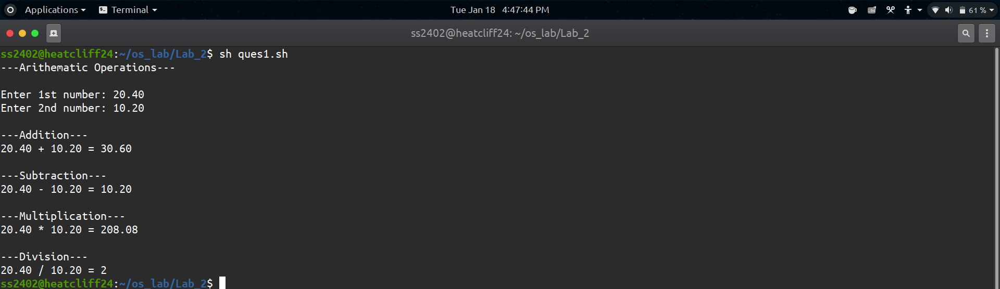 Applications Terminal Tue Jan 18 4:47:44 PM 94 61 %
ss2402@heatcliff24: ~/os_lab/Lab_2
ss2402@heatcliff24:~/os_lab/Lab_2$ sh ques1.sh
---Arithematic Operations---
Enter 1st number: 20.40
Enter 2nd number: 10.20
---Addition---
20.40 + 10.20 = 30.60
---Subtraction---
20.40 - 10.20 = 10.20
---Multiplication---
20.40 * 10.20 = 208.08
---Division---
20.40 / 10.20 = 2
ss2402@heatcliff24:~/os_lab/Lab_2$